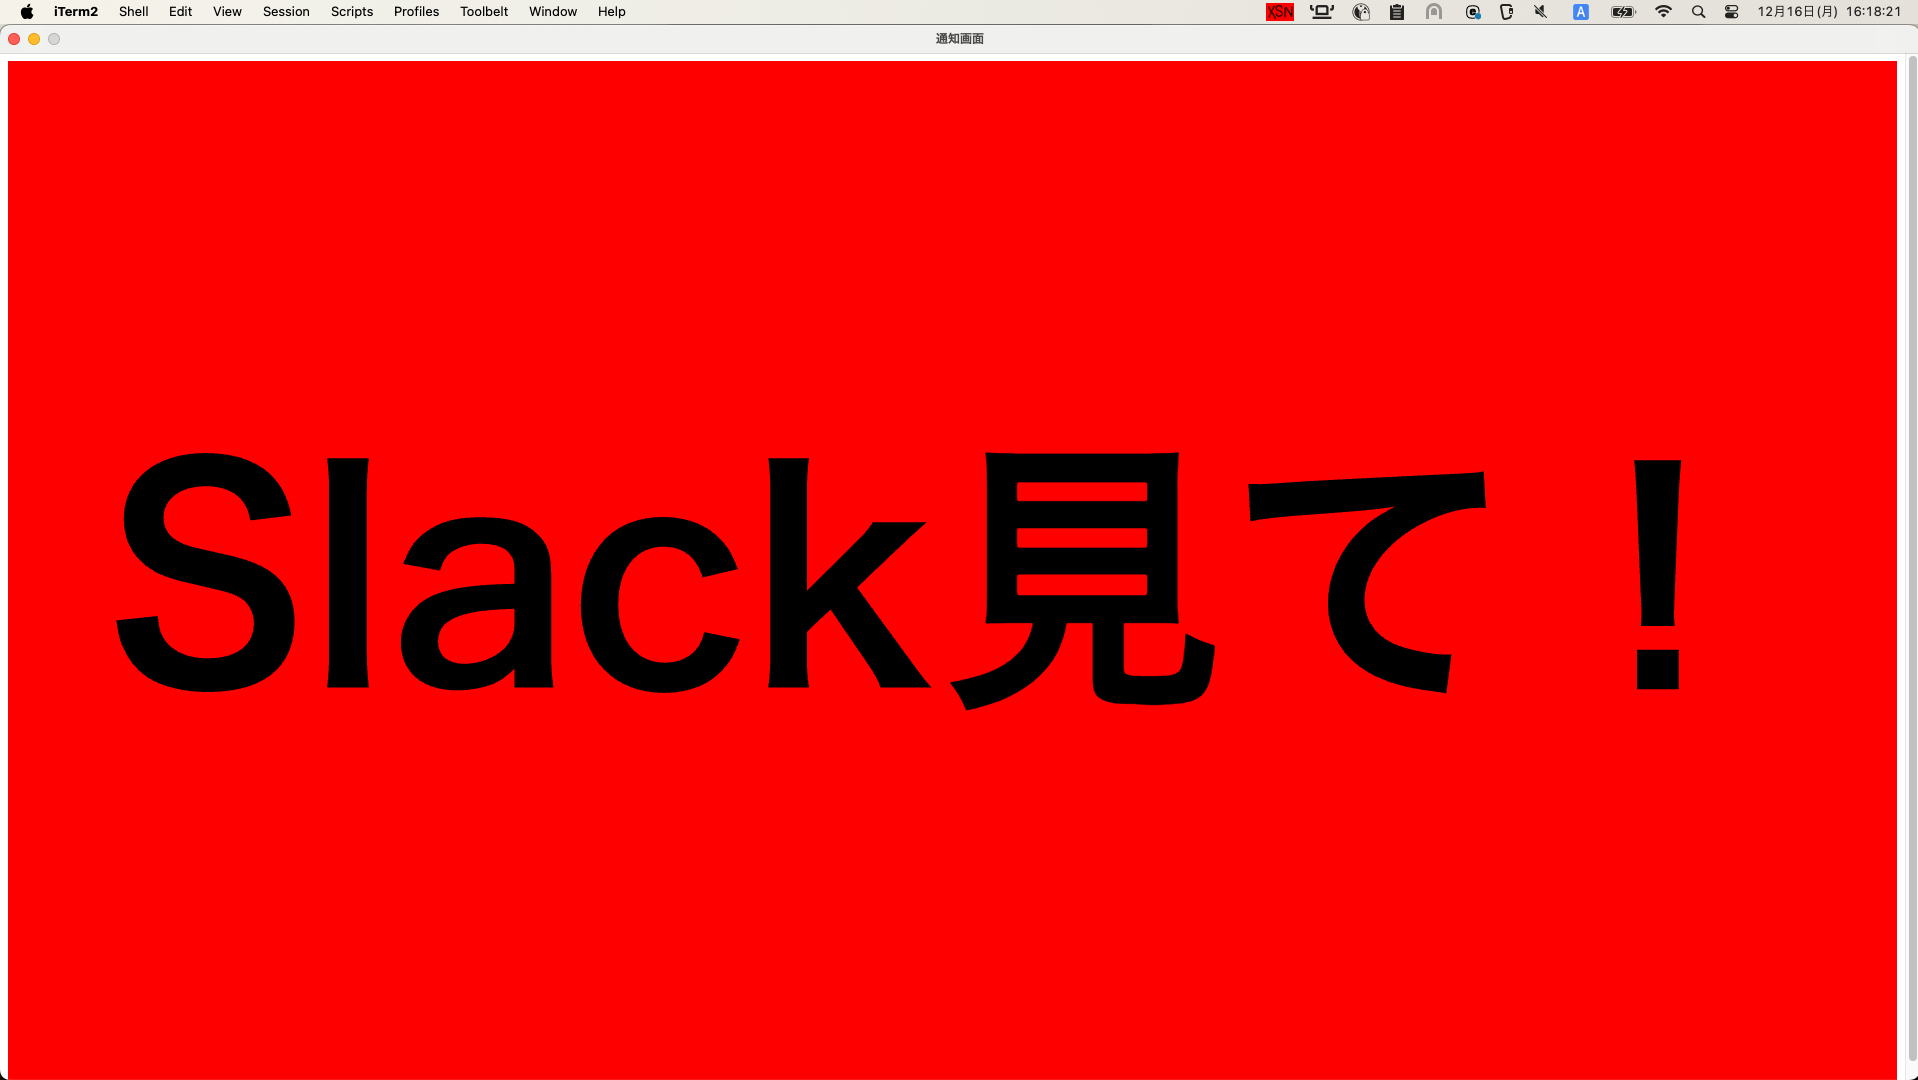 iTerm2 Shell Edit View Session Scripts Profiles Toolbelt Window Help XSN A 12月16日(月) 16:18:21
通知画面
Slack見て！